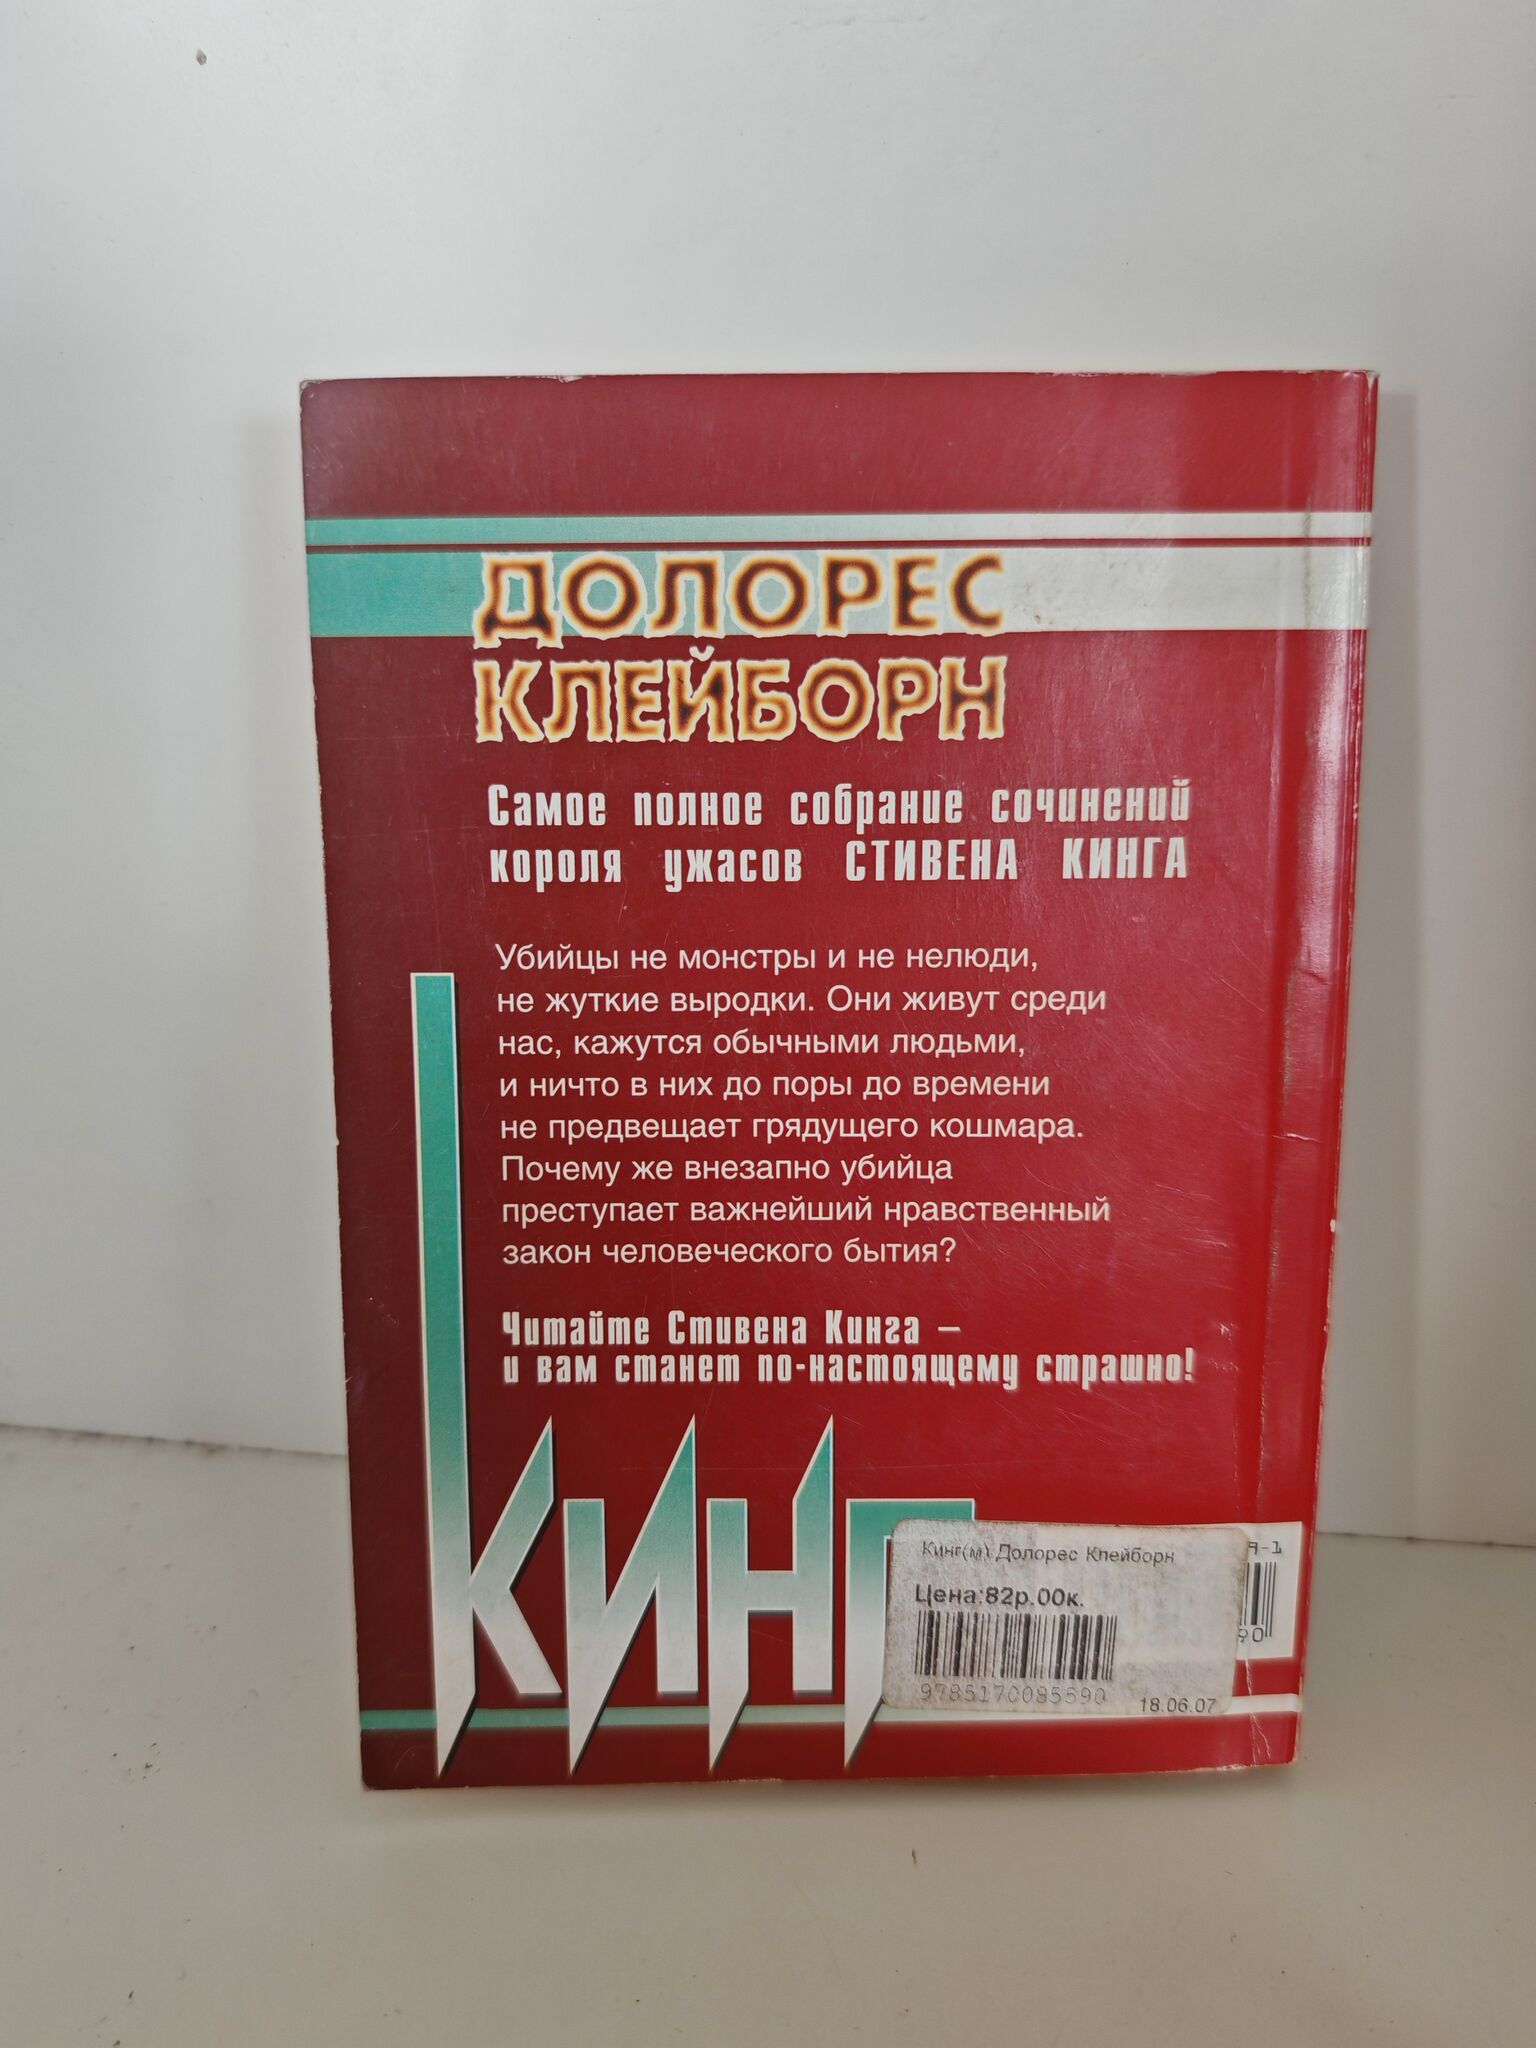 ДОЛОРЕС
КЛЕЙБОРН
Самое полное собрание сочинений
короля ужасов СТИВЕНА КИНГА
Убийцы не монстры и не нелюди,
не жуткие выродки. Они живут среди
нас, кажутся обычными людьми,
и ничто в них до поры до времени
не предвещает грядущего кошмара.
Почему же внезапно убийца
преступает важнейший нравственный
закон человеческого бытия?
Читайте Стивена Кинга –
и вам станет по-настоящему страшно!
КИНГ
Кинг(м) Долорес Клейборн
Цена:82р.00к.
9785170085590
18.06.07
9-1
90